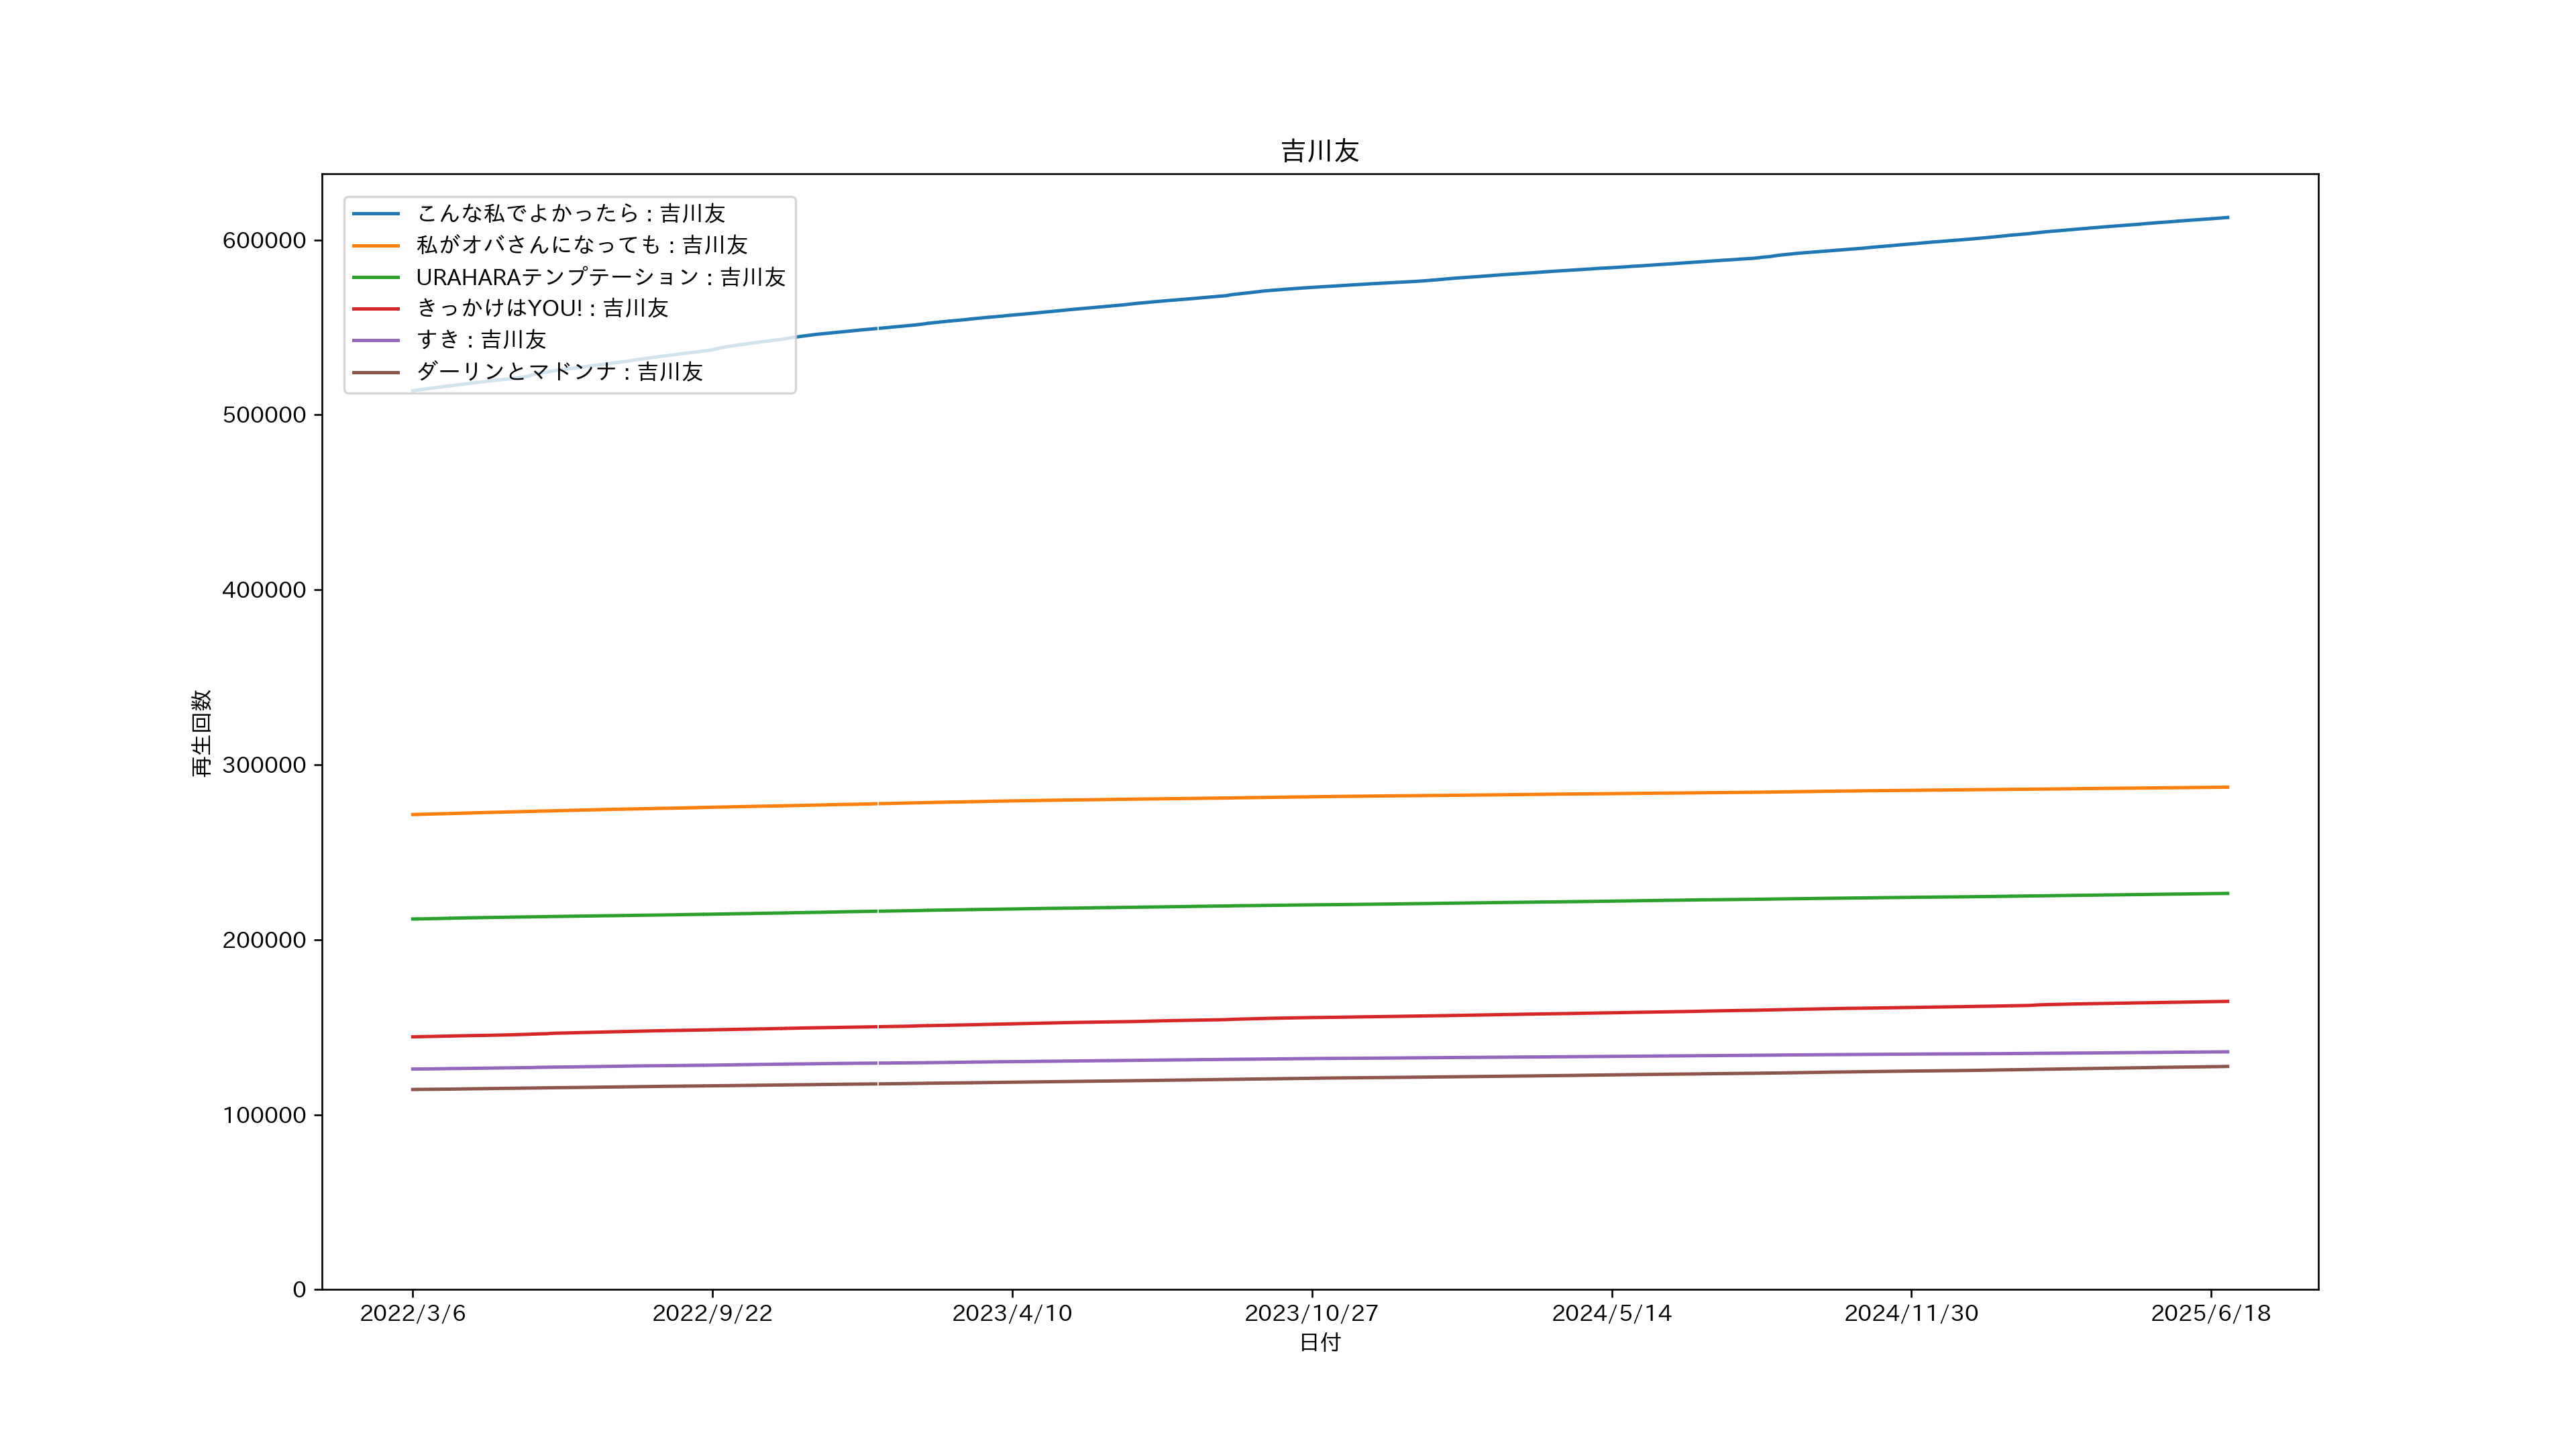 吉川友
こんな私でよかったら : 吉川友
私がオバさんになっても : 吉川友
URAHARAテンプテーション : 吉川友
きっかけはYOU! : 吉川友
すき : 吉川友
ダーリンとマドンナ : 吉川友
再生回数
600000
500000
400000
300000
200000
100000
0
2022/3/6
2022/9/22
2023/4/10
2023/10/27
2024/5/14
2024/11/30
2025/6/18
日付